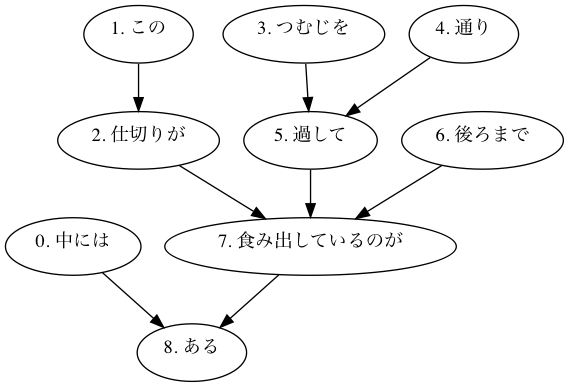 1. この
3. つむじを
4. 通り
2. 仕切りが
5. 過して
6. 後ろまで
0. 中には
7. 食み出しているのが
8. ある